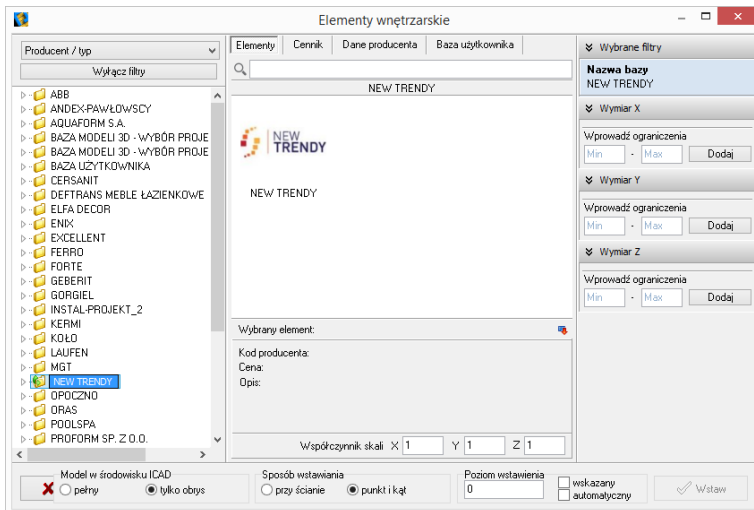 Elementy wnętrzarskie
Producent / typ
Wyłącz filtry
ABB
ANDEX-PAWŁOWSCY
AQUAFORM S.A.
BAZA MODELI 3D - WYBÓR PROJE
BAZA MODELI 3D - WYBÓR PROJE
BAZA UŻYTKOWNIKA
CERSANIT
DEFTRANS MEBLE ŁAZIENKOWE
ELFA DECOR
ENIX
EXCELLENT
FERRO
FORTE
GEBERIT
GORGIEL
INSTAL-PROJEKT_2
KERMI
KOŁO
LAUFEN
MGT
NEW TRENDY
OPOCZNO
ORAS
POOLSPA
PROFORM SP. Z O.O.
Elementy Cennik Dane producenta Baza użytkownika
NEW TRENDY
NEW
TRENDY
NEW TRENDY
Wybrany element:
Kod producenta:
Cena:
Opis:
Współczynnik skali X 1 Y 1 Z 1
Wybrane filtry
Nazwa bazy
NEW TRENDY
Wymiar X
Wprowadź ograniczenia
Min - Max Dodaj
Wymiar Y
Wprowadź ograniczenia
Min - Max Dodaj
Wymiar Z
Wprowadź ograniczenia
Min - Max Dodaj
Model w środowisku ICAD
pełny tylko obrys
Sposób wstawiania
przy ścianie punkt i kąt
Poziom wstawienia
0
wskazany
automatyczny
Wstaw